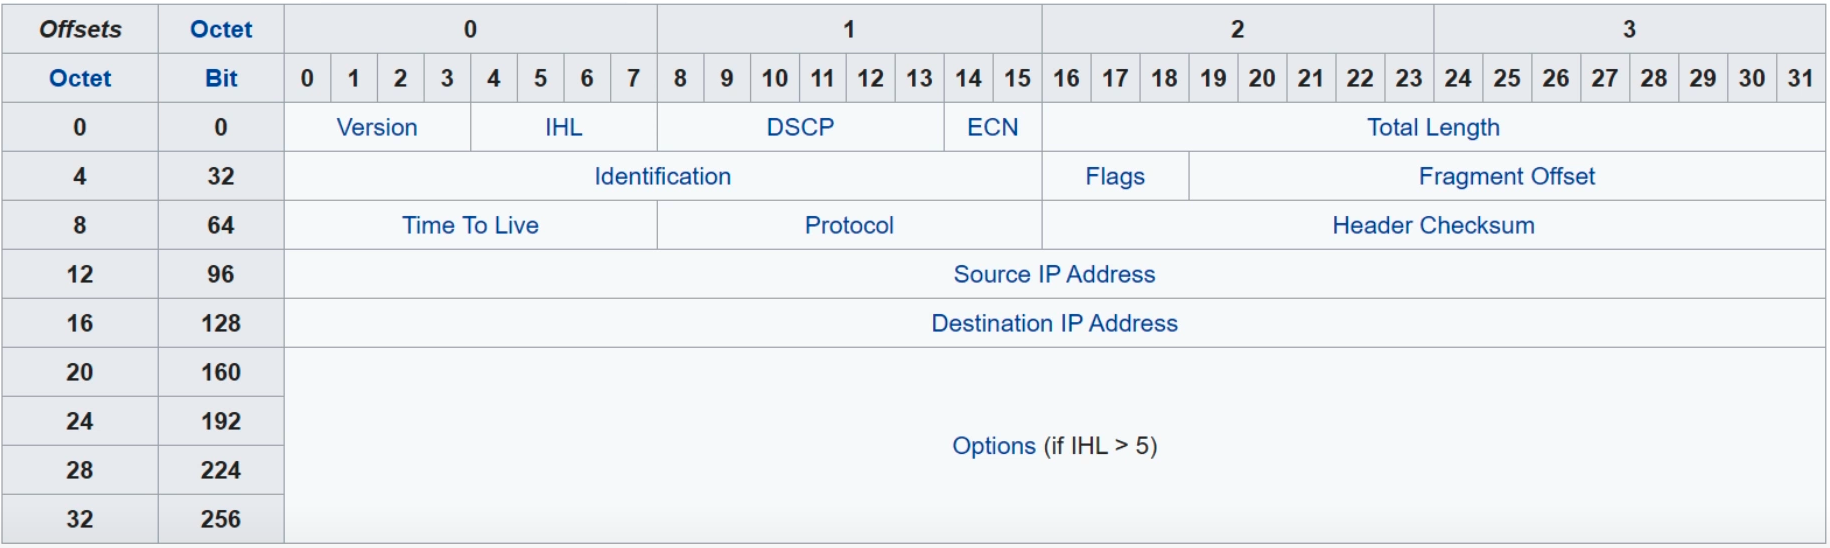 Offsets Octet 0 1 2 3
Octet Bit 0 1 2 3 4 5 6 7 8 9 10 11 12 13 14 15 16 17 18 19 20 21 22 23 24 25 26 27 28 29 30 31
0 0 Version IHL DSCP ECN Total Length
4 32 Identification Flags Fragment Offset
8 64 Time To Live Protocol Header Checksum
12 96 Source IP Address
16 128 Destination IP Address
20 160
24 192
Options (if IHL > 5)
28 224
32 256